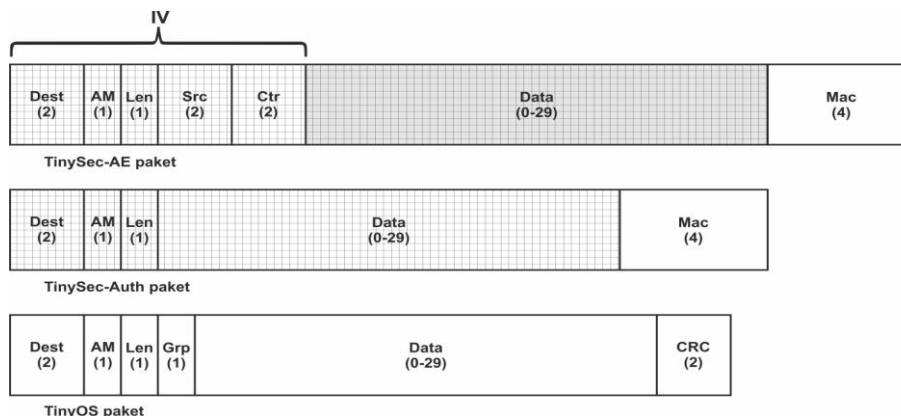 IV
Dest AM Len Src Ctr Data Mac
(2) (1) (1) (2) (2) (0-29) (4)
TinySec-AE paket
Dest AM Len Data Mac
(2) (1) (1) (0-29) (4)
TinySec-Auth paket
Dest AM Len Grp Data CRC
(2) (1) (1) (1) (0-29) (2)
TinyOS paket